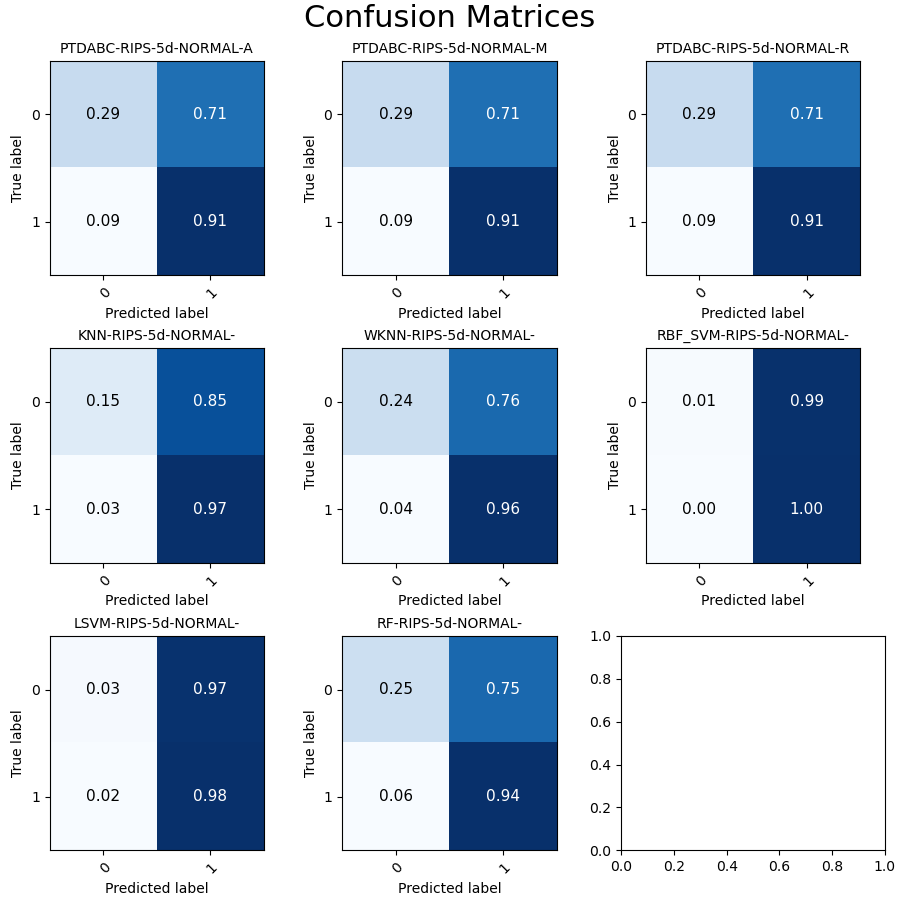 Confusion Matrices
PTDABC-RIPS-5d-NORMAL-A
PTDABC-RIPS-5d-NORMAL-M
PTDABC-RIPS-5d-NORMAL-R
True label
0
0.29
0.71
1
0.09
0.91
0
1
Predicted label
True label
0
0.29
0.71
1
0.09
0.91
0
1
Predicted label
True label
0
0.29
0.71
1
0.09
0.91
0
1
Predicted label
KNN-RIPS-5d-NORMAL-
WKNN-RIPS-5d-NORMAL-
RBF_SVM-RIPS-5d-NORMAL-
True label
0
0.15
0.85
1
0.03
0.97
0
1
Predicted label
True label
0
0.24
0.76
1
0.04
0.96
0
1
Predicted label
True label
0
0.01
0.99
1
0.00
1.00
0
1
Predicted label
LSVM-RIPS-5d-NORMAL-
RF-RIPS-5d-NORMAL-
True label
0
0.03
0.97
1
0.02
0.98
0
1
Predicted label
True label
0
0.25
0.75
1
0.06
0.94
0
1
Predicted label
1.0
0.8
0.6
0.4
0.2
0.0
0.0 0.2 0.4 0.6 0.8 1.0